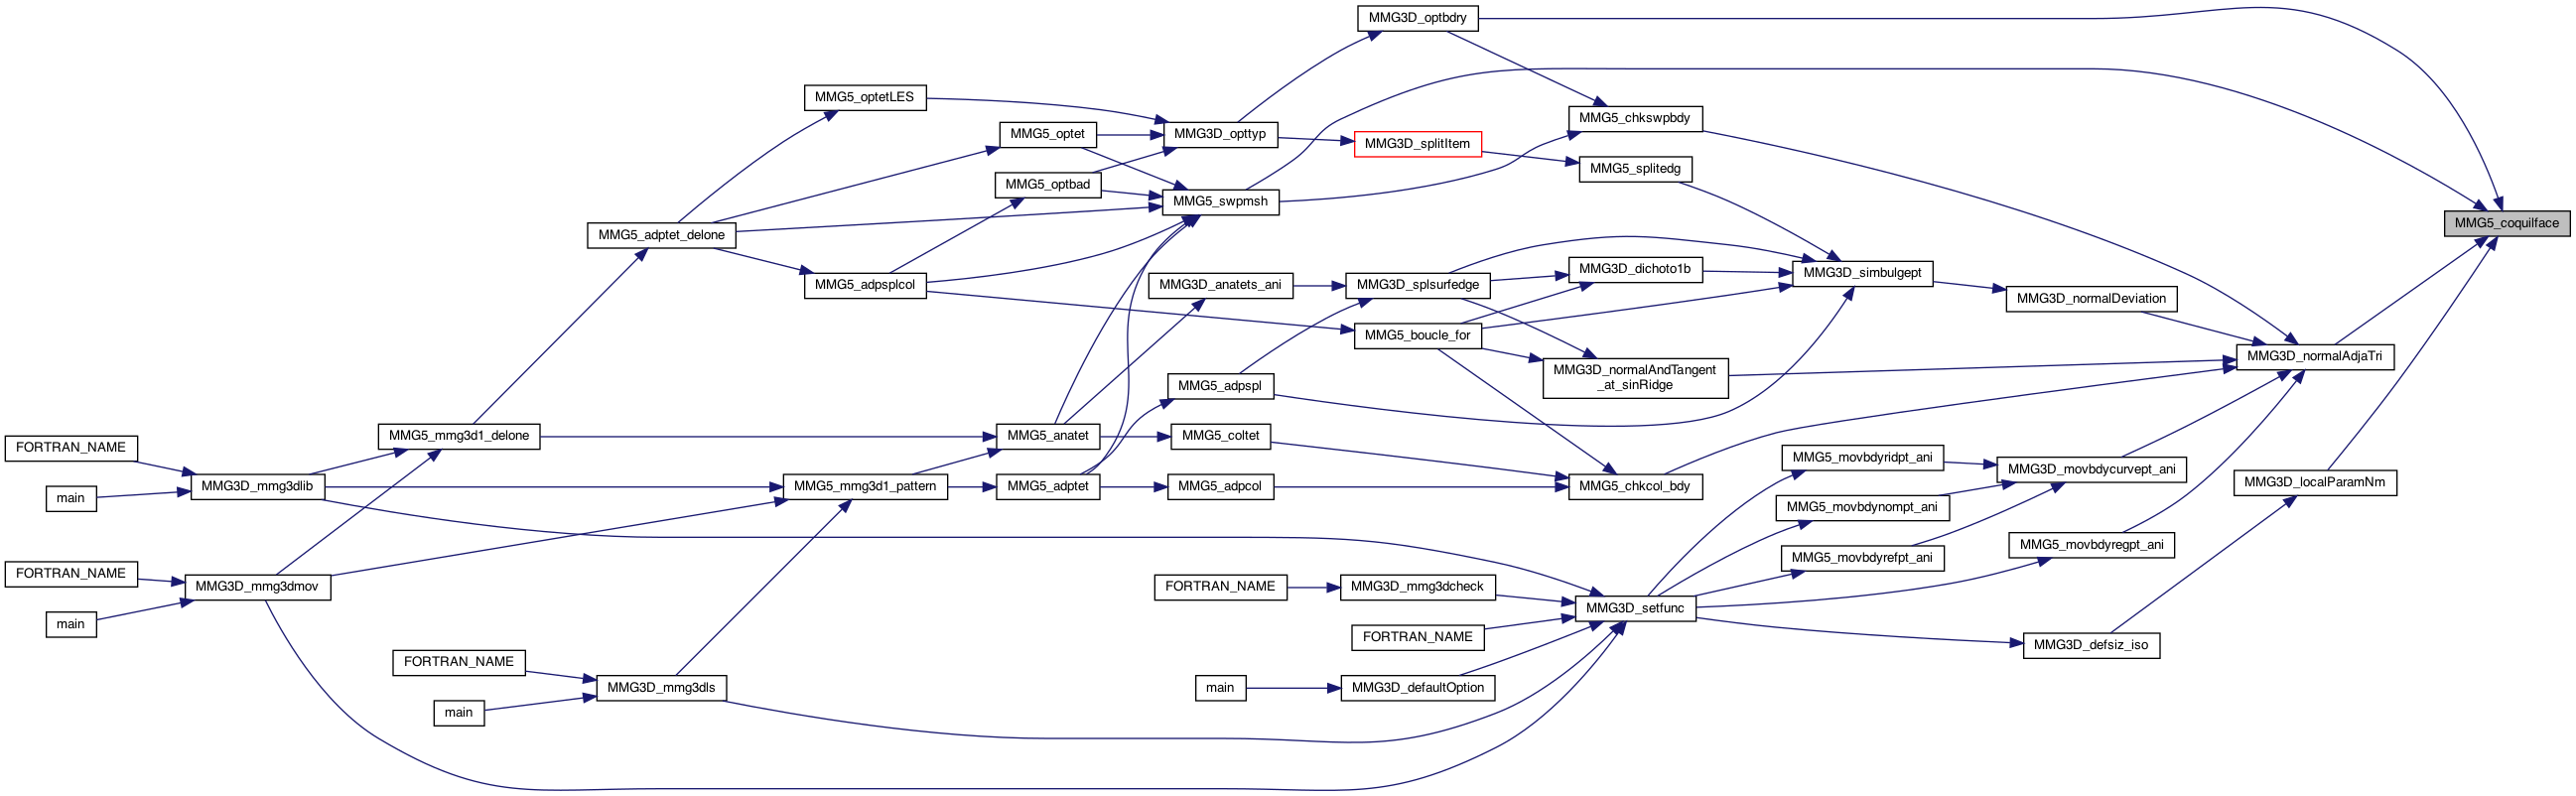 MMG3D_optbdry
MMG5_optetLES
MMG5_chkswpbdy
MMG5_optet
MMG3D_opttyp
MMG3D_splitItem
MMG5_splitedg
MMG5_optbad
MMG5_swpmsh
MMG5_coquilface
MMG5_adptet_delone
MMG3D_dichoto1b
MMG3D_simbulgept
MMG5_adpsplcol
MMG3D_anatets_ani
MMG3D_splsurfedge
MMG3D_normalDeviation
MMG5_boucle_for
MMG3D_normalAdjaTri
MMG3D_normalAndTangent
_at_sinRidge
MMG5_adpspl
MMG5_mmg3d1_delone
MMG5_anatet
MMG5_coltet
FORTRAN_NAME
MMG5_movbdyridpt_ani
MMG3D_movbdycurvept_ani
MMG3D_localParamNm
MMG3D_mmg3dlib
MMG5_mmg3d1_pattern
MMG5_adptet
MMG5_adpcol
MMG5_chkcol_bdy
main
MMG5_movbdynompt_ani
MMG5_movbdyregpt_ani
MMG5_movbdyrefpt_ani
FORTRAN_NAME
MMG3D_mmg3dmov
FORTRAN_NAME
MMG3D_mmg3dcheck
MMG3D_setfunc
main
FORTRAN_NAME
MMG3D_defsiz_iso
FORTRAN_NAME
MMG3D_mmg3dls
main
MMG3D_defaultOption
main